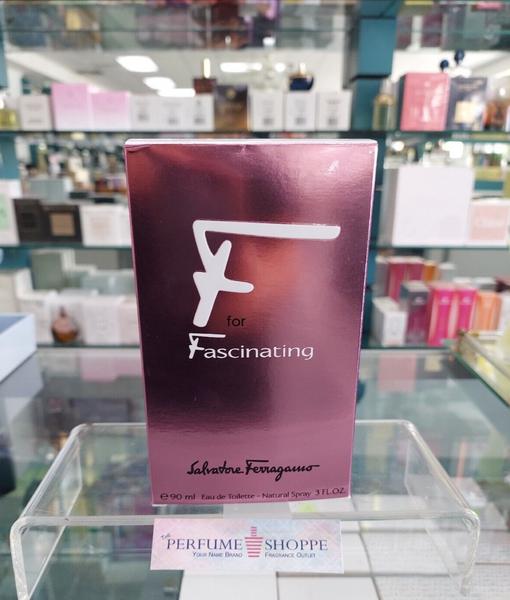 F
for
Fascinating
Salvatore Ferragamo
℮ 90 ml Eau de Toilette - Natural Spray 3 FL.OZ.
the PERFUME SHOPPE
YOUR NAME BRAND FRAGRANCE OUTLET